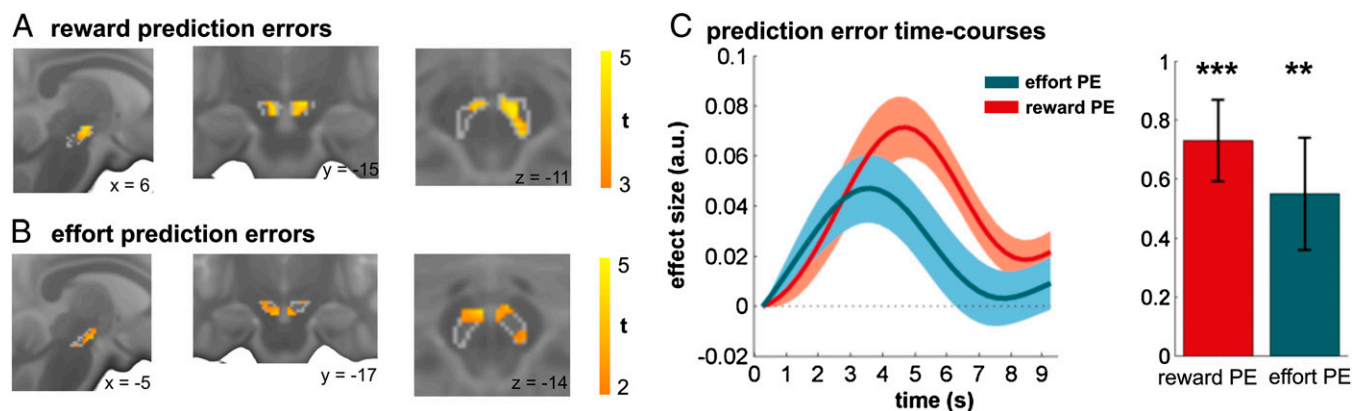 A reward prediction errors
x = 6
y = -15
z = -11
5
t
3
B effort prediction errors
x = -5
y = -17
z = -14
5
t
2
C prediction error time-courses
effort PE
reward PE
effect size (a.u.)
0.1
0.08
0.06
0.04
0.02
0
-0.02
0 1 2 3 4 5 6 7 8 9
time (s)
*** **
1
0.8
0.6
0.4
0.2
0
reward PE effort PE